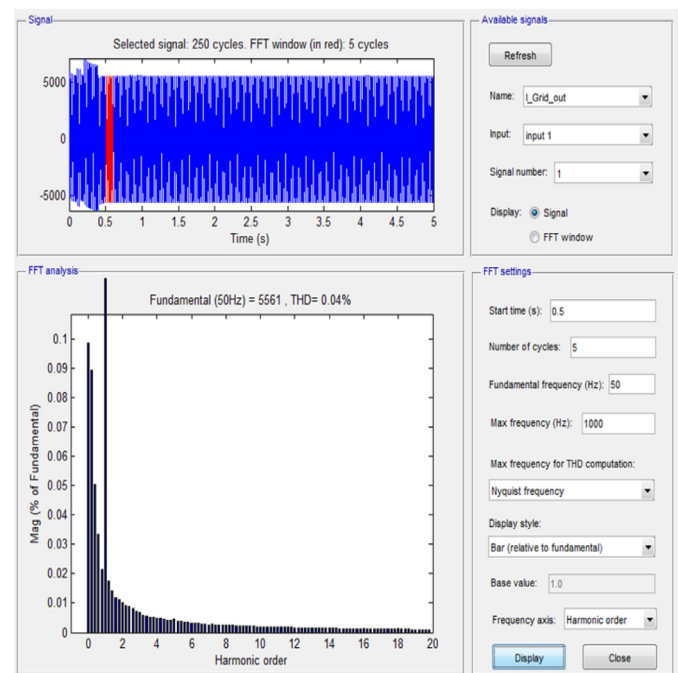 Signal
Selected signal: 250 cycles. FFT window (in red): 5 cycles
5000
0
-5000
0 0.5 1 1.5 2 2.5 3 3.5 4 4.5 5
Time (s)
Available signals
Refresh
Name: I_Grid_out
Input: input 1
Signal number: 1
Display: Signal
FFT window
FFT analysis
Fundamental (50Hz) = 5561 , THD= 0.04%
Mag (% of Fundamental)
0.1
0.09
0.08
0.07
0.06
0.05
0.04
0.03
0.02
0.01
0
0 2 4 6 8 10 12 14 16 18 20
Harmonic order
FFT settings
Start time (s): 0.5
Number of cycles: 5
Fundamental frequency (Hz): 50
Max frequency (Hz): 1000
Max frequency for THD computation:
Nyquist frequency
Display style:
Bar (relative to fundamental)
Base value: 1.0
Frequency axis: Harmonic order
Display Close